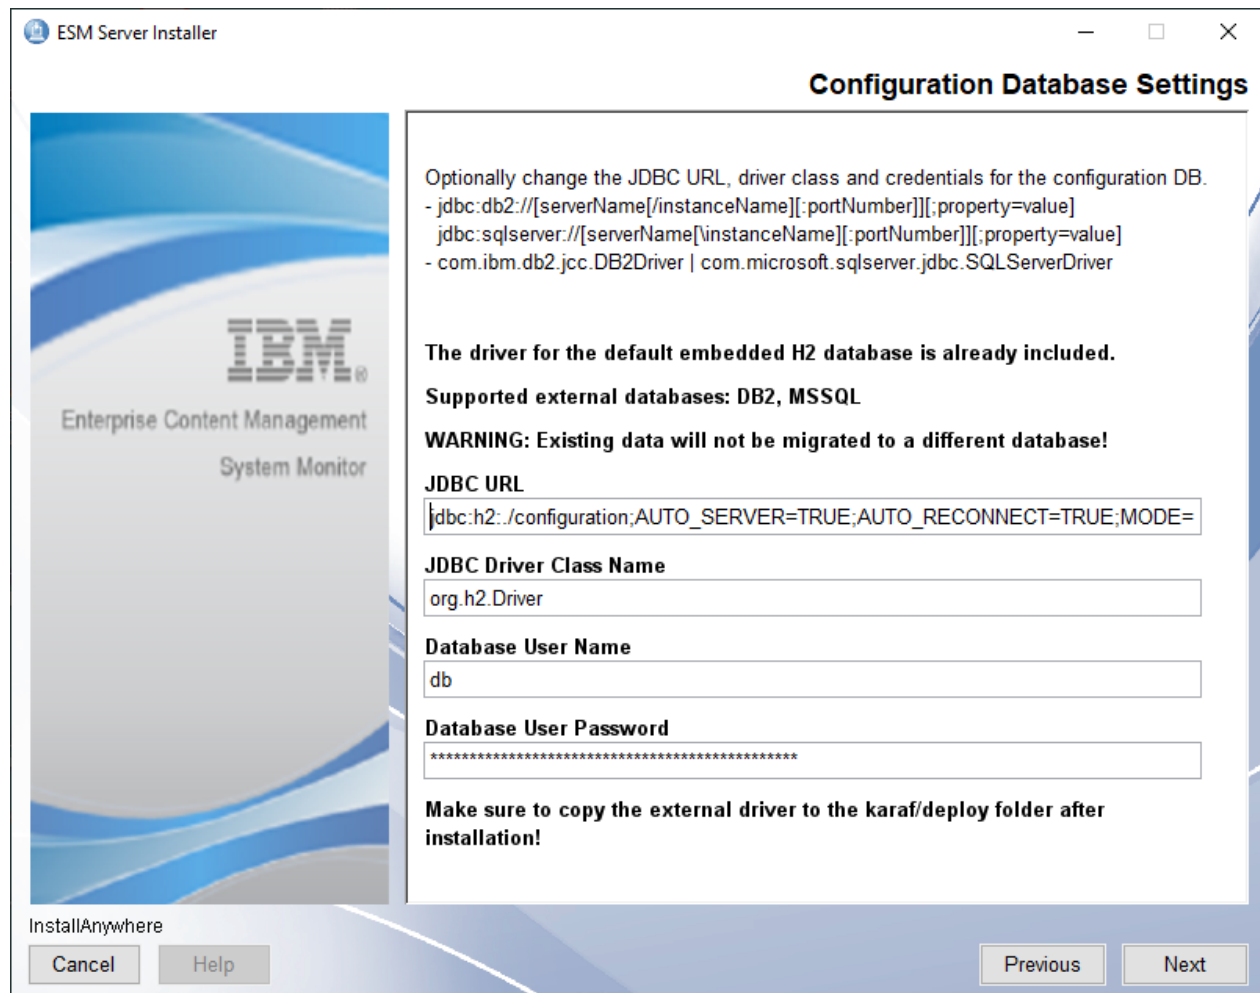 ESM Server Installer
Configuration Database Settings
IBM®
Enterprise Content Management
System Monitor
Optionally change the JDBC URL, driver class and credentials for the configuration DB.
- jdbc:db2://[serverName[/instanceName][:portNumber]][;property=value]
jdbc:sqlserver://[serverName[\instanceName][:portNumber]][;property=value]
- com.ibm.db2.jcc.DB2Driver | com.microsoft.sqlserver.jdbc.SQLServerDriver
The driver for the default embedded H2 database is already included.
Supported external databases: DB2, MSSQL
WARNING: Existing data will not be migrated to a different database!
JDBC URL
jdbc:h2:./configuration;AUTO_SERVER=TRUE;AUTO_RECONNECT=TRUE;MODE=
JDBC Driver Class Name
org.h2.Driver
Database User Name
db
Database User Password
***********************************************
Make sure to copy the external driver to the karaf/deploy folder after
installation!
InstallAnywhere
Cancel
Help
Previous
Next